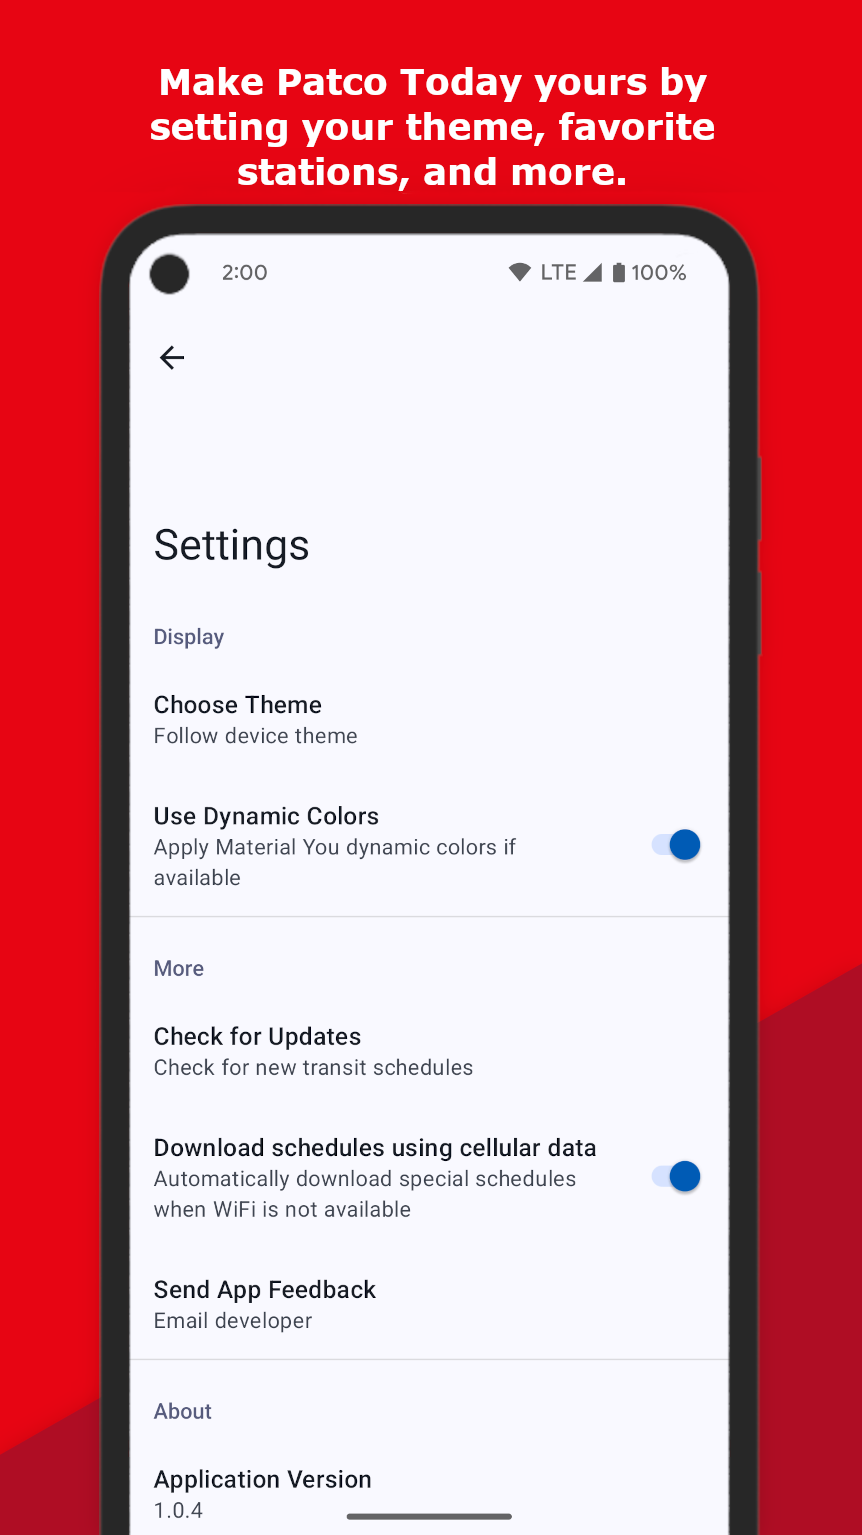 Make Patco Today yours by
setting your theme, favorite
stations, and more.
2:00 LTE 100%
Settings
Display
Choose Theme
Follow device theme
Use Dynamic Colors
Apply Material You dynamic colors if
available
More
Check for Updates
Check for new transit schedules
Download schedules using cellular data
Automatically download special schedules
when WiFi is not available
Send App Feedback
Email developer
About
Application Version
1.0.4